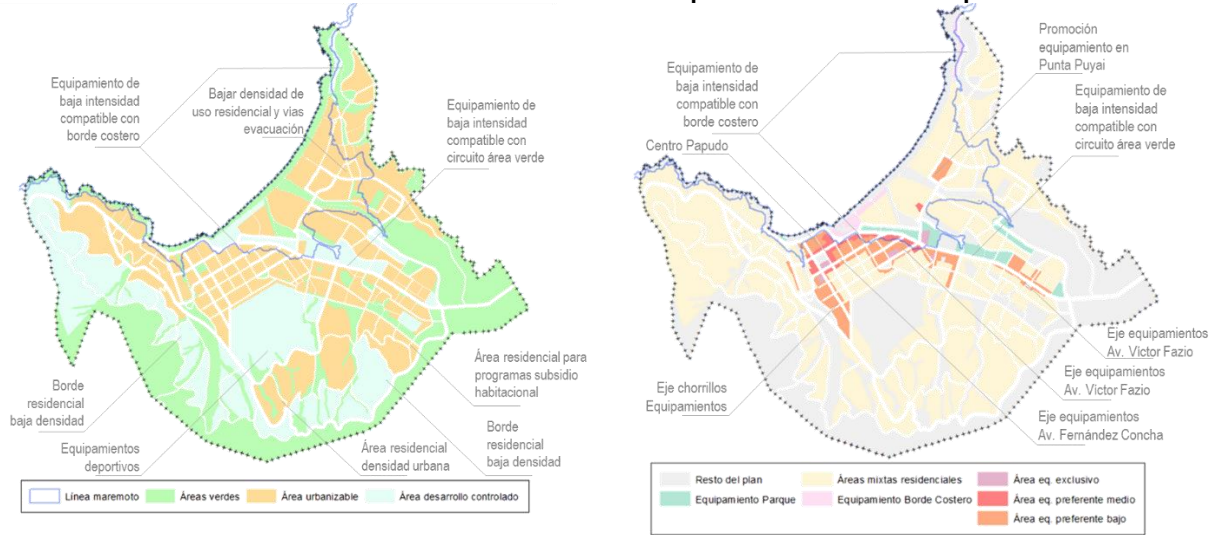 Equipamiento de
baja intensidad
compatible con
borde costero
Bajar densidad de
uso residencial y vías
evacuación
Equipamiento de
baja intensidad
compatible con
circuito área verde
Borde
residencial
baja densidad
Equipamientos
deportivos
Área residencial
densidad urbana
Borde
residencial
baja densidad
Área residencial para
programas subsidio
habitacional
Línea maremoto
Áreas verdes
Área urbanizable
Área desarrollo controlado
Promoción
equipamiento en
Punta Puyai
Equipamiento de
baja intensidad
compatible con
borde costero
Centro Papudo
Equipamiento de
baja intensidad
compatible con
circuito área verde
Eje chorrillos
Equipamientos
Eje equipamientos
Av. Victor Fazio
Eje equipamientos
Av. Victor Fazio
Eje equipamientos
Av. Fernández Concha
Resto del plan
Áreas mixtas residenciales
Área eq. exclusivo
Equipamiento Parque
Equipamiento Borde Costero
Área eq. preferente medio
Área eq. preferente bajo